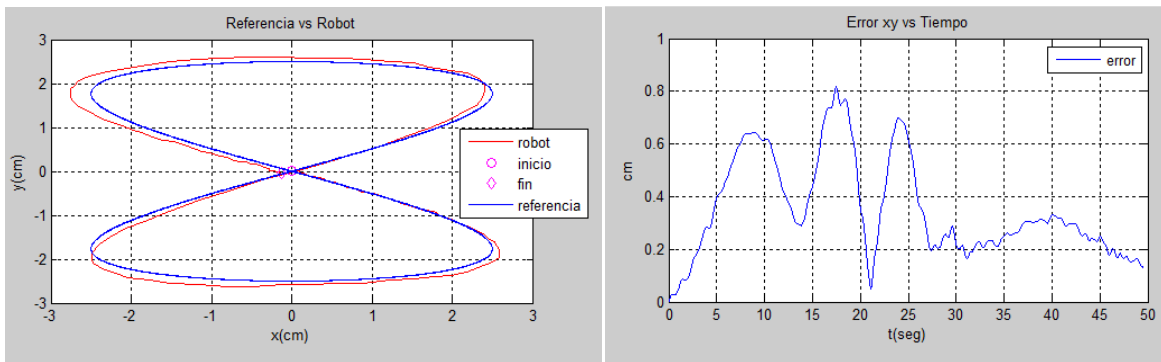 Referencia vs Robot
3
2
1
0
-1
-2
-3
y(cm)
-3
-2
-1
0
1
2
3
x(cm)
robot
inicio
fin
referencia
Error xy vs Tiempo
1
0.8
0.6
0.4
0.2
0
cm
0
5
10
15
20
25
30
35
40
45
50
t(seg)
error